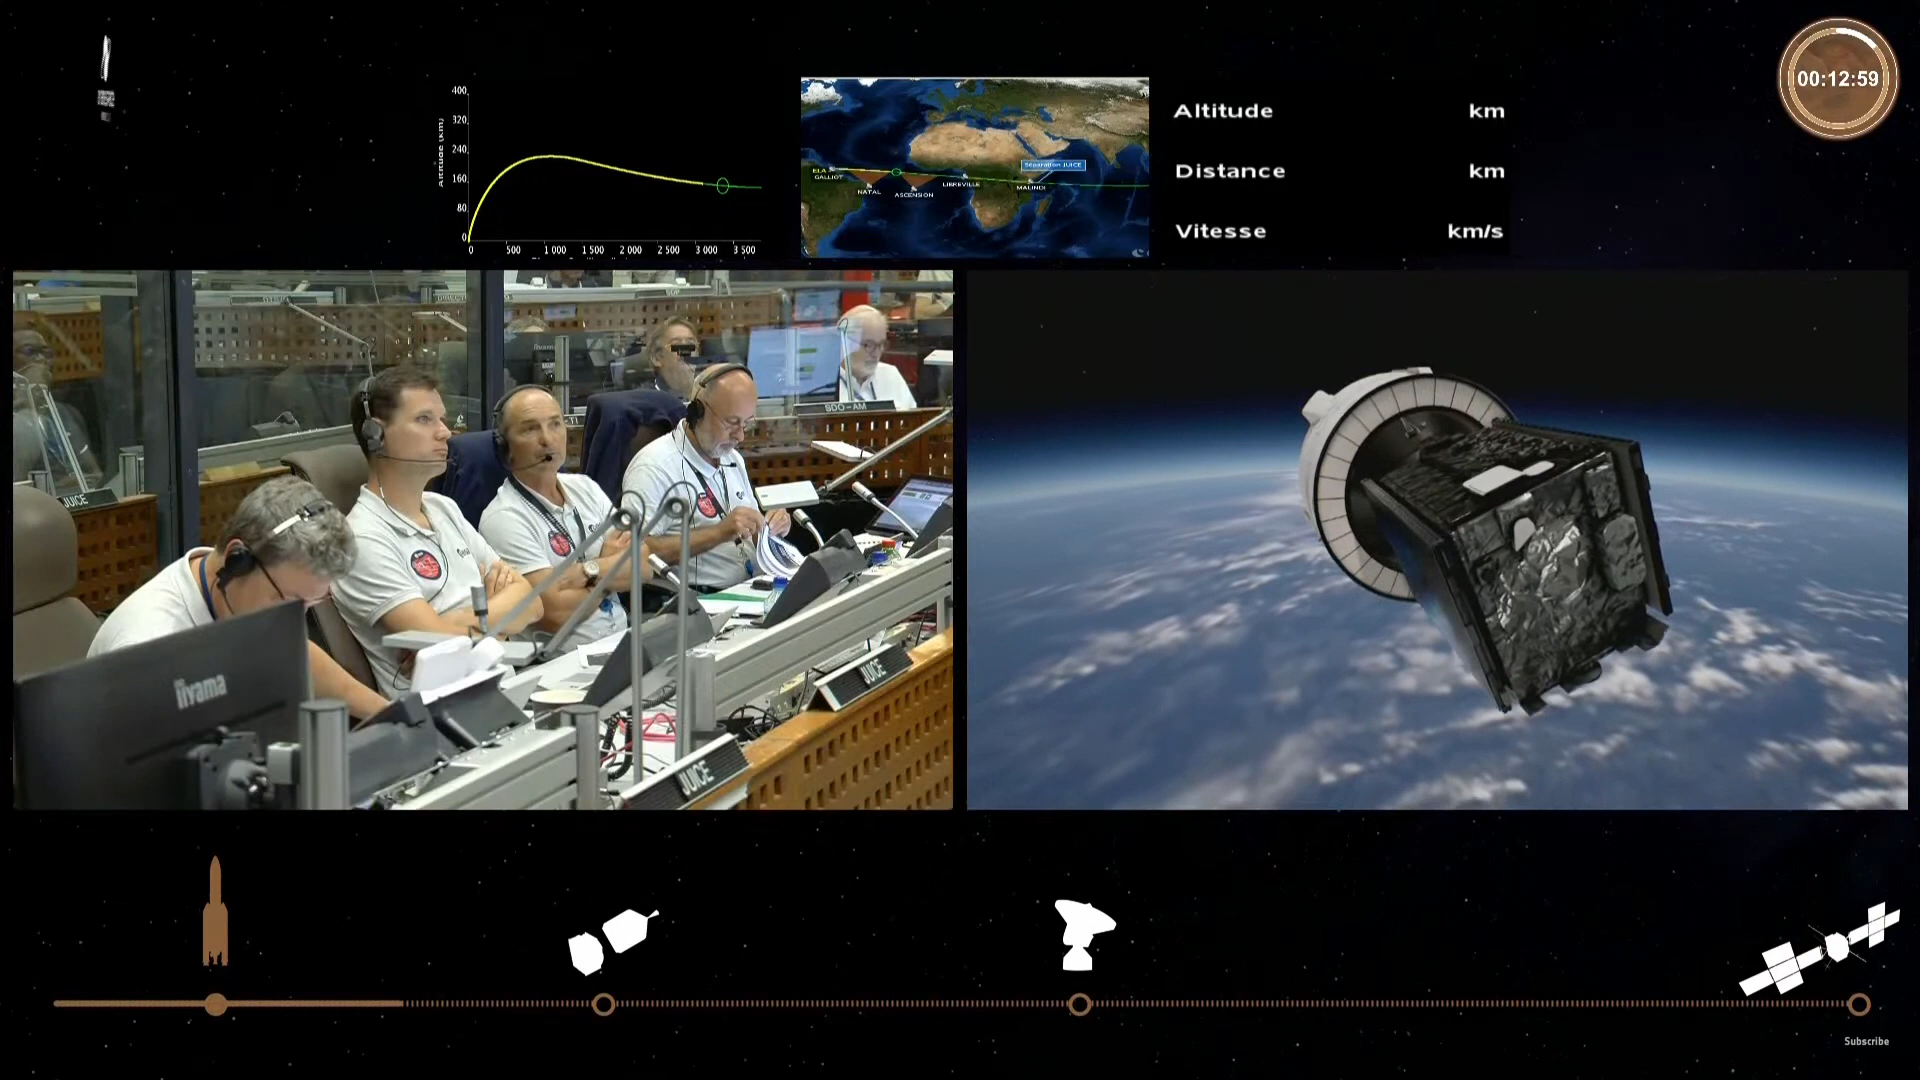 00:12:59
400
320
240
160
80
0
Altitude (km)
0 500 1 000 1 500 2 000 2 500 3 000 3 500
Séparation JUICE
ELA
GALLIOT
NATAL
ASCENSION
LIBREVILLE
MALINDI
Altitude km
Distance km
Vitesse km/s
SDO-AM
JUICE
iiyama
JUICE
JUICE
esa
Subscribe